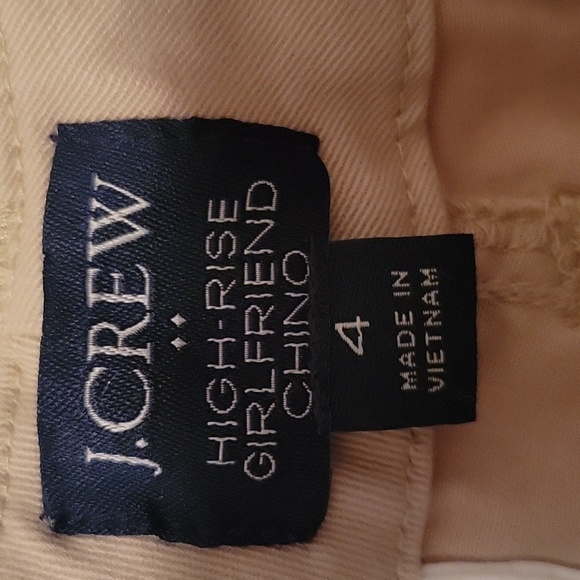 J.CREW
HIGH-RISE
GIRLFRIEND
CHINO
4
MADE IN
VIETNAM